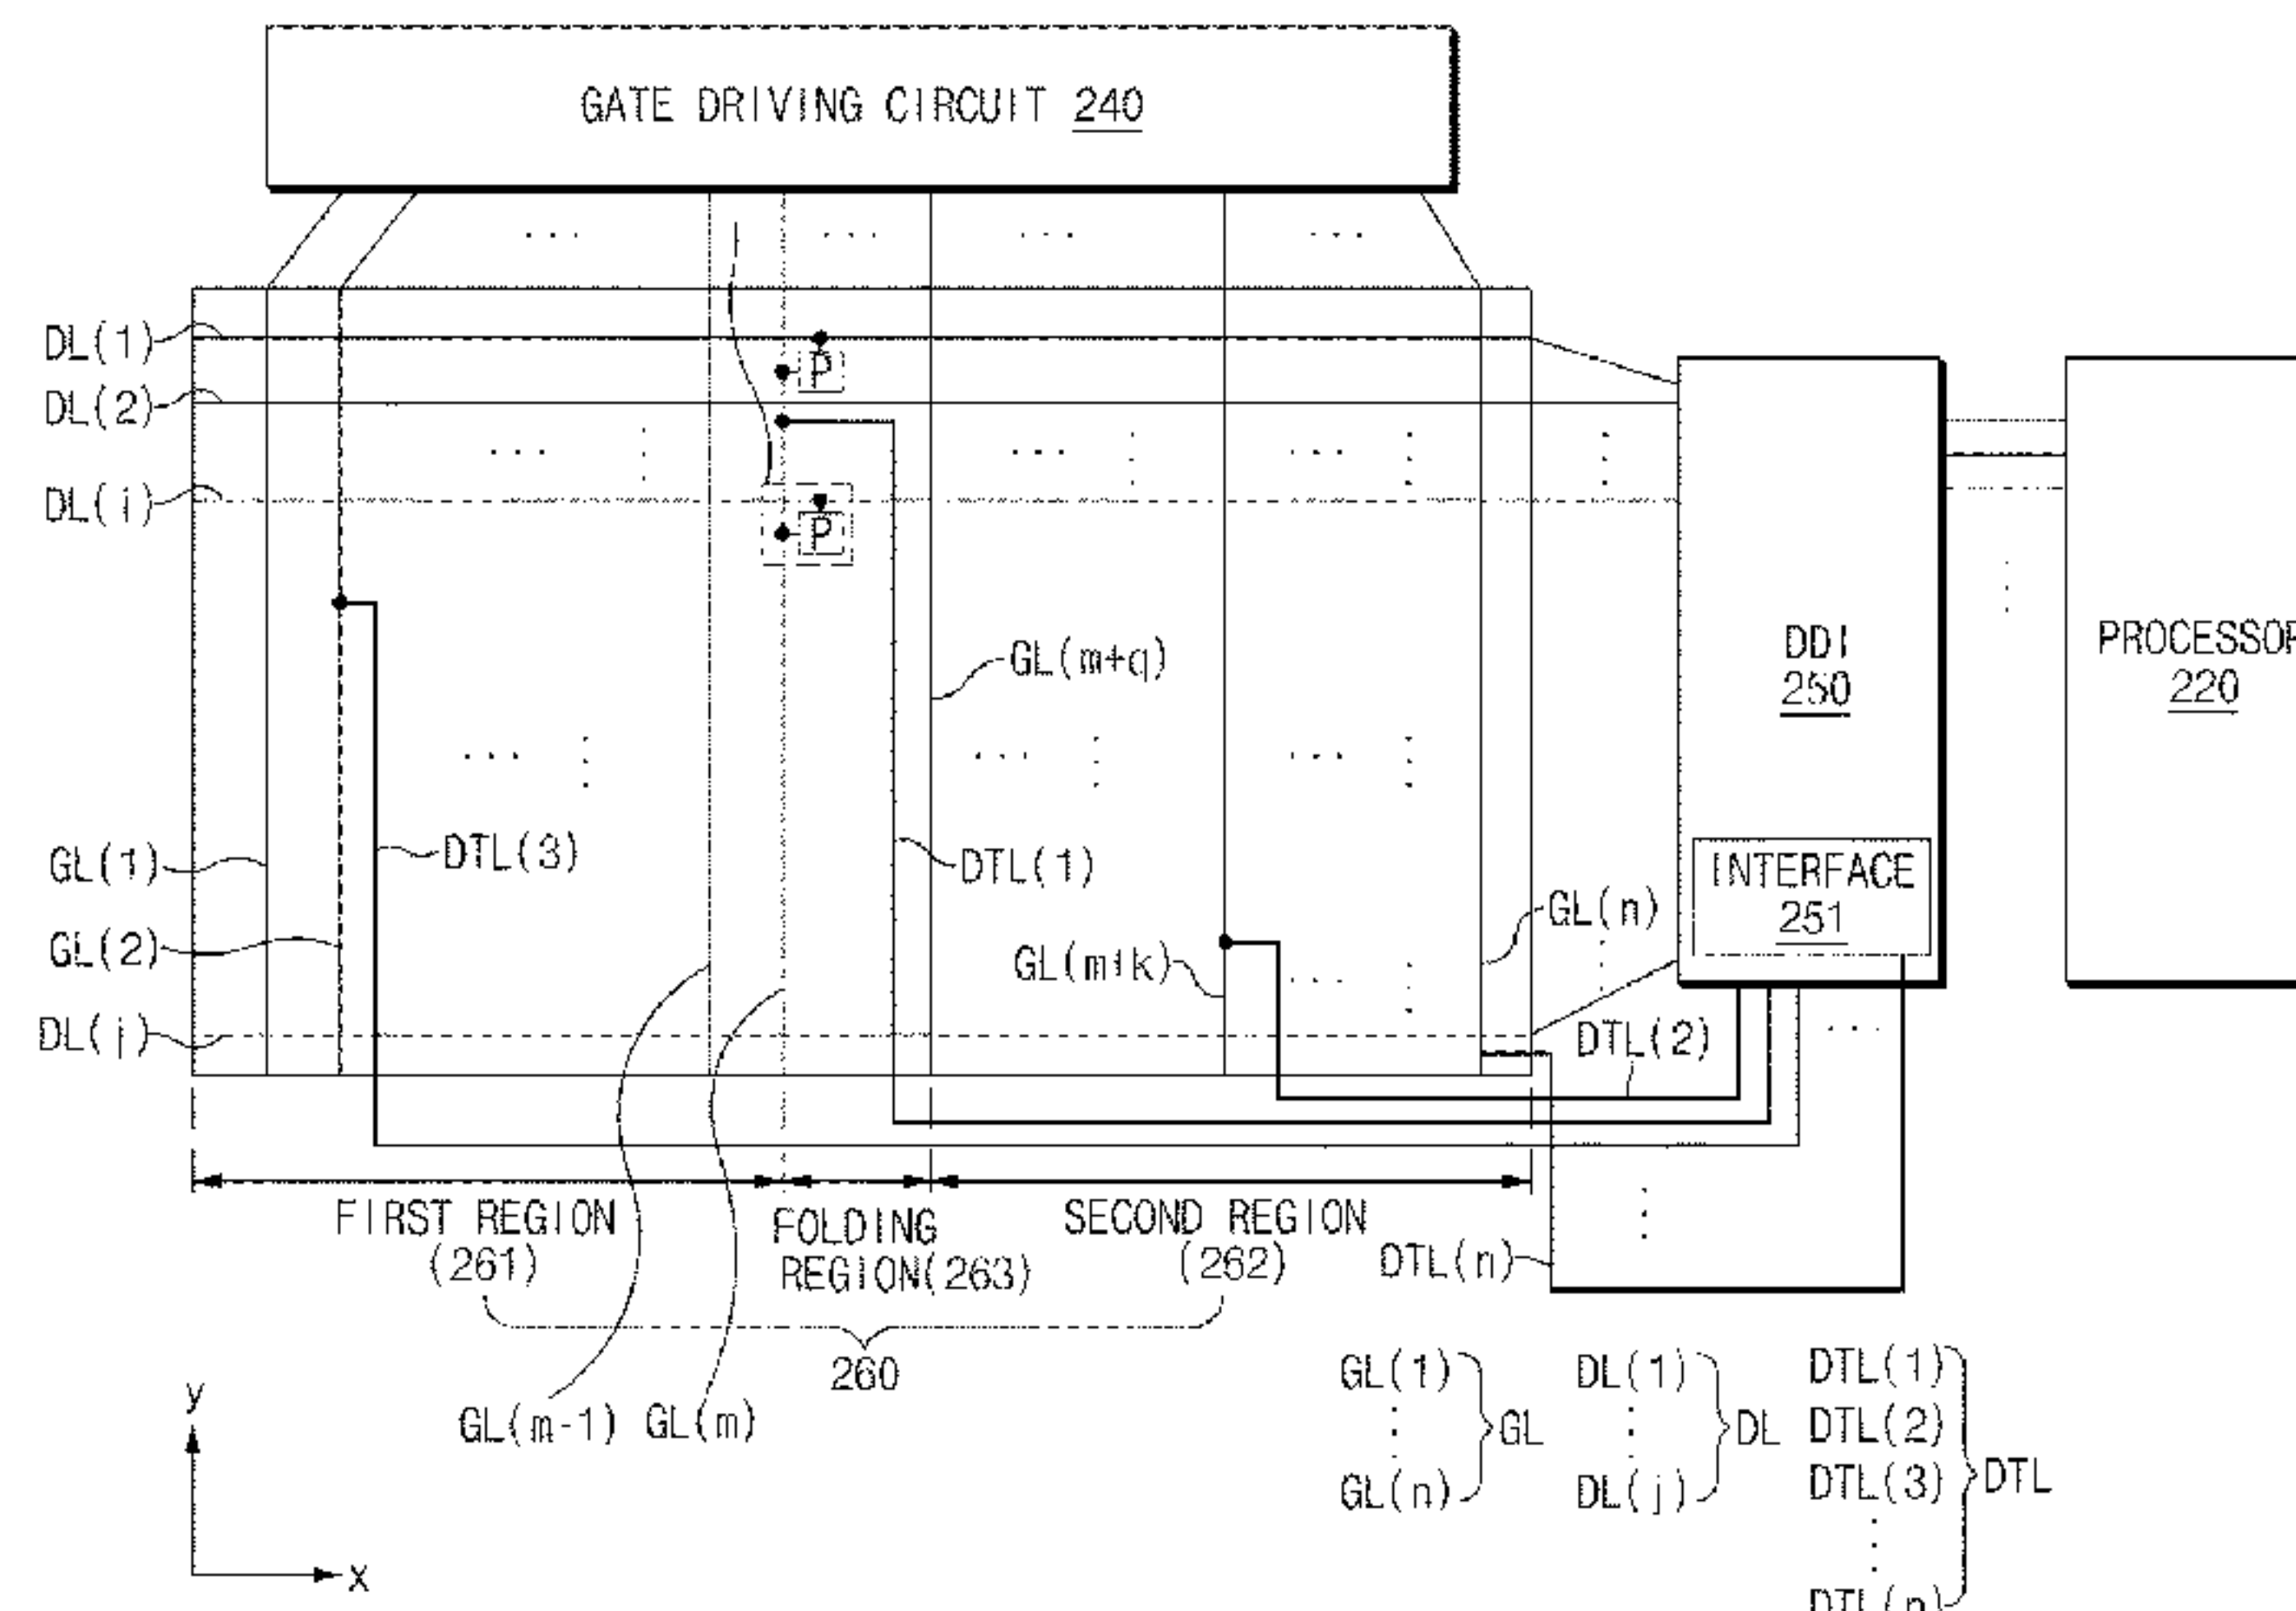 GATE DRIVING CIRCUIT 240
DL(1)
P
DL(2)
DL(i)
P
GL(m+q)
DDI
250
PROCESSOR
220
GL(1)
DTL(3)
DTL(1)
INTERFACE
251
GL(2)
GL(m+k)
GL(n)
DL(j)
DTL(2)
FIRST REGION
(261)
FOLDING
REGION(263)
SECOND REGION
(262)
DTL(n)
260
GL(m-1)
GL(m)
y
x
GL(1)
GL(n)
GL
DL(1)
DL(j)
DL
DTL(1)
DTL(2)
DTL(3)
DTL(n)
DTL